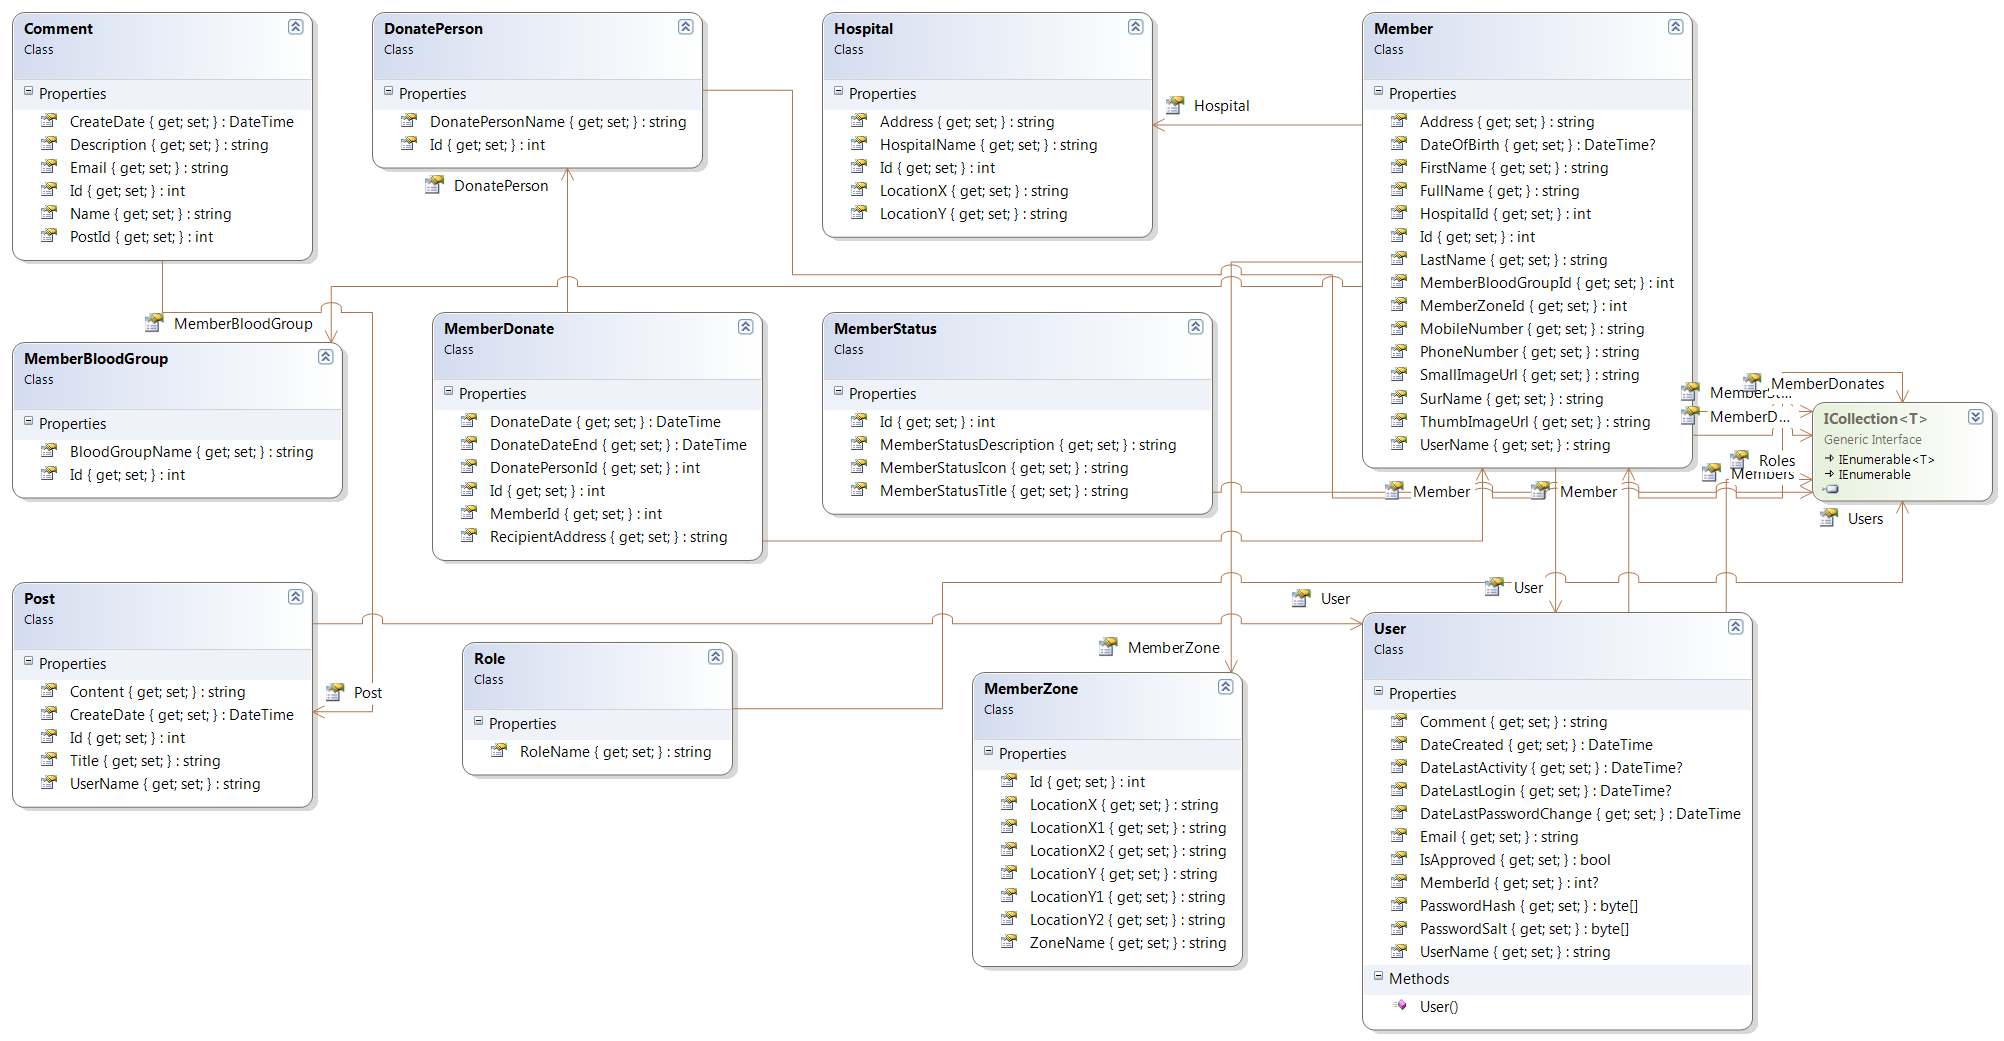 Comment
Class
Properties
CreateDate { get; set; } : DateTime
Description { get; set; } : string
Email { get; set; } : string
Id { get; set; } : int
Name { get; set; } : string
PostId { get; set; } : int
DonatePerson
Class
Properties
DonatePersonName { get; set; } : string
Id { get; set; } : int
DonatePerson
Hospital
Class
Properties
Address { get; set; } : string
HospitalName { get; set; } : string
Id { get; set; } : int
LocationX { get; set; } : string
LocationY { get; set; } : string
Hospital
Member
Class
Properties
Address { get; set; } : string
DateOfBirth { get; set; } : DateTime?
FirstName { get; set; } : string
FullName { get; } : string
HospitalId { get; set; } : int
Id { get; set; } : int
LastName { get; set; } : string
MemberBloodGroupId { get; set; } : int
MemberZoneId { get; set; } : int
MobileNumber { get; set; } : string
PhoneNumber { get; set; } : string
SmallImageUrl { get; set; } : string
SurName { get; set; } : string
ThumbImageUrl { get; set; } : string
UserName { get; set; } : string
MemberBloodGroup
MemberBloodGroup
Class
Properties
BloodGroupName { get; set; } : string
Id { get; set; } : int
MemberDonate
Class
Properties
DonateDate { get; set; } : DateTime
DonateDateEnd { get; set; } : DateTime
DonatePersonId { get; set; } : int
Id { get; set; } : int
MemberId { get; set; } : int
RecipientAddress { get; set; } : string
MemberStatus
Class
Properties
Id { get; set; } : int
MemberStatusDescription { get; set; } : string
MemberStatusIcon { get; set; } : string
MemberStatusTitle { get; set; } : string
MemberDonates
MemberSt...
MemberD...
ICollection<T>
Generic Interface
IEnumerable<T>
IEnumerable
Roles
Members
Member
Member
Users
Post
Class
Properties
Content { get; set; } : string
CreateDate { get; set; } : DateTime
Id { get; set; } : int
Title { get; set; } : string
UserName { get; set; } : string
Post
Role
Class
Properties
RoleName { get; set; } : string
MemberZone
MemberZone
Class
Properties
Id { get; set; } : int
LocationX { get; set; } : string
LocationX1 { get; set; } : string
LocationX2 { get; set; } : string
LocationY { get; set; } : string
LocationY1 { get; set; } : string
LocationY2 { get; set; } : string
ZoneName { get; set; } : string
User
User
User
Class
Properties
Comment { get; set; } : string
DateCreated { get; set; } : DateTime
DateLastActivity { get; set; } : DateTime?
DateLastLogin { get; set; } : DateTime?
DateLastPasswordChange { get; set; } : DateTime
Email { get; set; } : string
IsApproved { get; set; } : bool
MemberId { get; set; } : int?
PasswordHash { get; set; } : byte[]
PasswordSalt { get; set; } : byte[]
UserName { get; set; } : string
Methods
User()